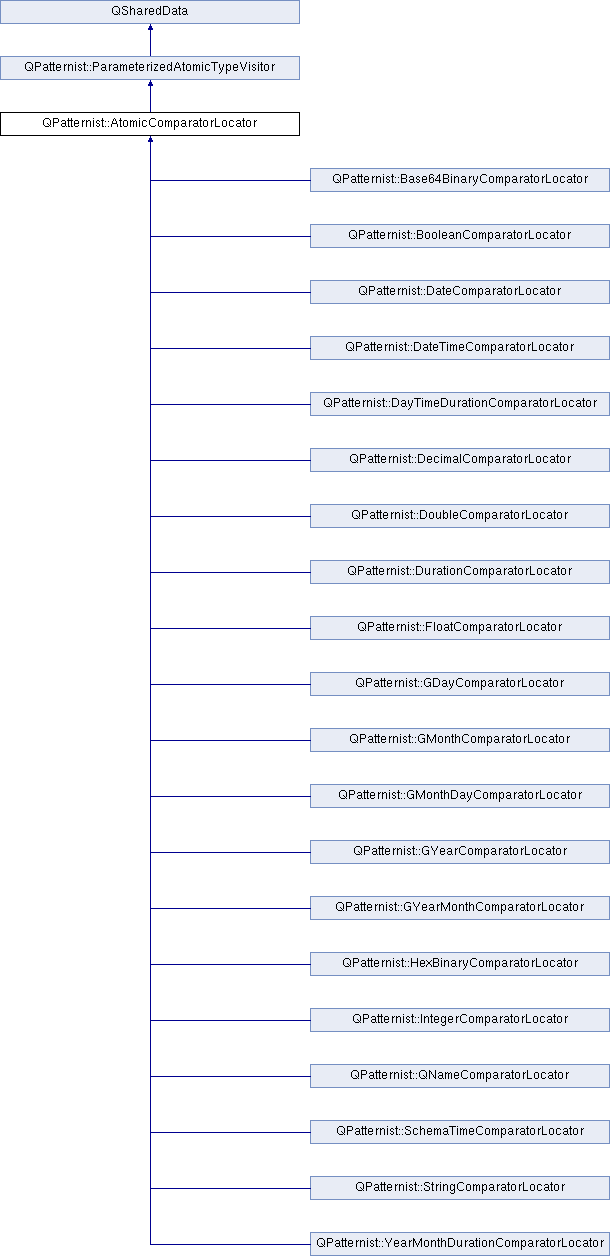 QSharedData
QPatternist::ParameterizedAtomicTypeVisitor
QPatternist::AtomicComparatorLocator
QPatternist::Base64BinaryComparatorLocator
QPatternist::BooleanComparatorLocator
QPatternist::DateComparatorLocator
QPatternist::DateTimeComparatorLocator
QPatternist::DayTimeDurationComparatorLocator
QPatternist::DecimalComparatorLocator
QPatternist::DoubleComparatorLocator
QPatternist::DurationComparatorLocator
QPatternist::FloatComparatorLocator
QPatternist::GDayComparatorLocator
QPatternist::GMonthComparatorLocator
QPatternist::GMonthDayComparatorLocator
QPatternist::GYearComparatorLocator
QPatternist::GYearMonthComparatorLocator
QPatternist::HexBinaryComparatorLocator
QPatternist::IntegerComparatorLocator
QPatternist::QNameComparatorLocator
QPatternist::SchemaTimeComparatorLocator
QPatternist::StringComparatorLocator
QPatternist::YearMonthDurationComparatorLocator